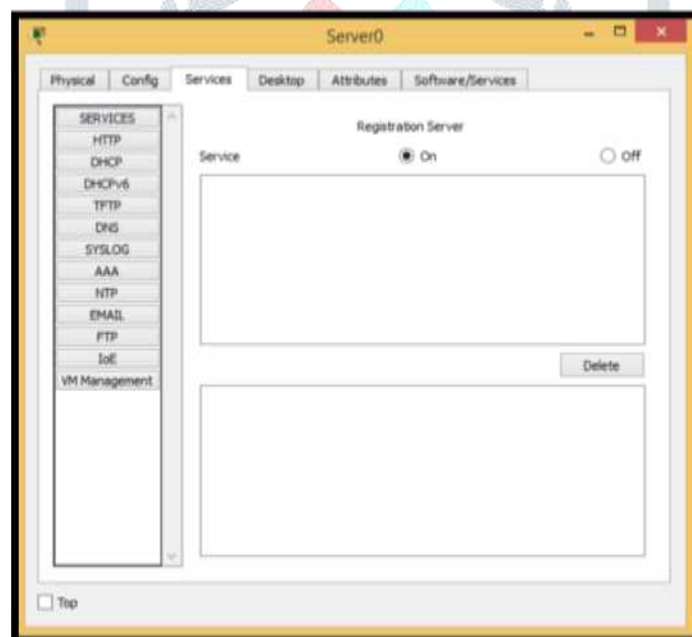 Server0
Physical Config Services Desktop Attributes Software/Services
SERVICES
HTTP
DHCP
DHCPv6
TFTP
DNS
SYSLOG
AAA
NTP
EMAIL
FTP
IoE
VM Management
Registration Server
Service On Off
Delete
Top